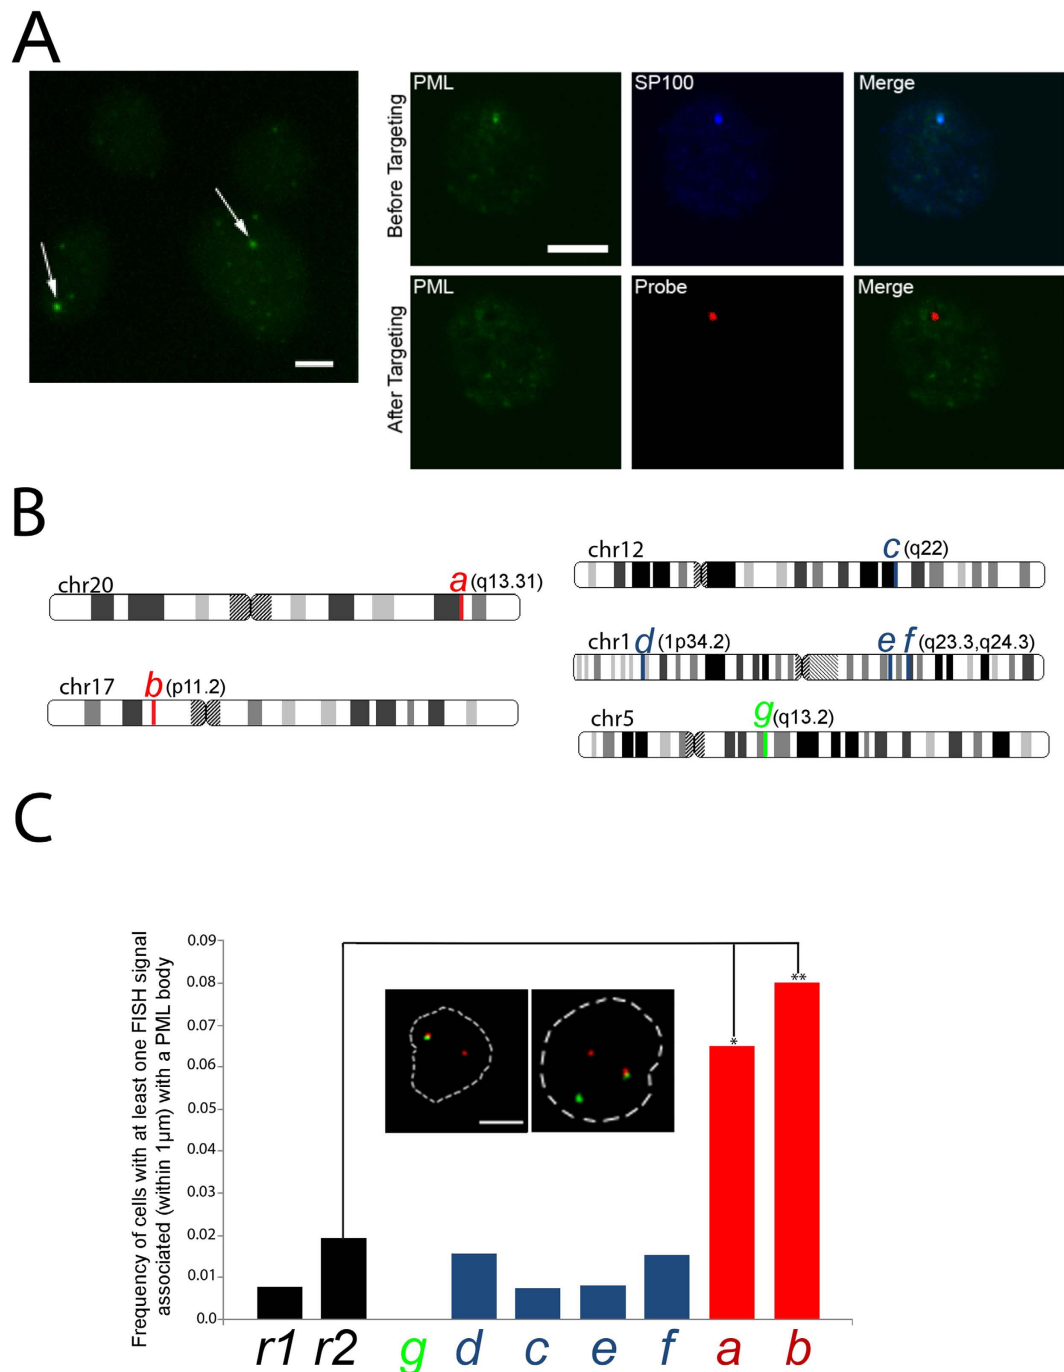 A
Before Targeting
PML
SP100
Merge
After Targeting
PML
Probe
Merge
B
chr20
a (q13.31)
chr17
b (p11.2)
chr12
c (q22)
chr1
d (1p34.2)
e f (q23.3,q24.3)
chr5
g (q13.2)
C
Frequency of cells with at least one FISH signal
associated (within 1µm) with a PML body
0.09
0.08
0.07
0.06
0.05
0.04
0.03
0.02
0.01
0.0
*
**
r1 r2 g d c e f a b